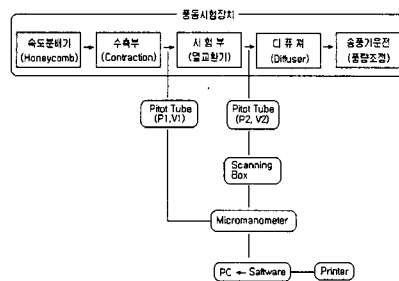 풍동시험장치
속도분배기
(Honeycomb)
수축부
(Contraction)
시 험 부
(열교환기)
디 퓨 져
(Diffuser)
송풍기운전
(풍량조절)
Pitot Tube
(P1,V1)
Pitot Tube
(P2, V2)
Scanning
Box
Micromanometer
PC ← Saftware
Printer